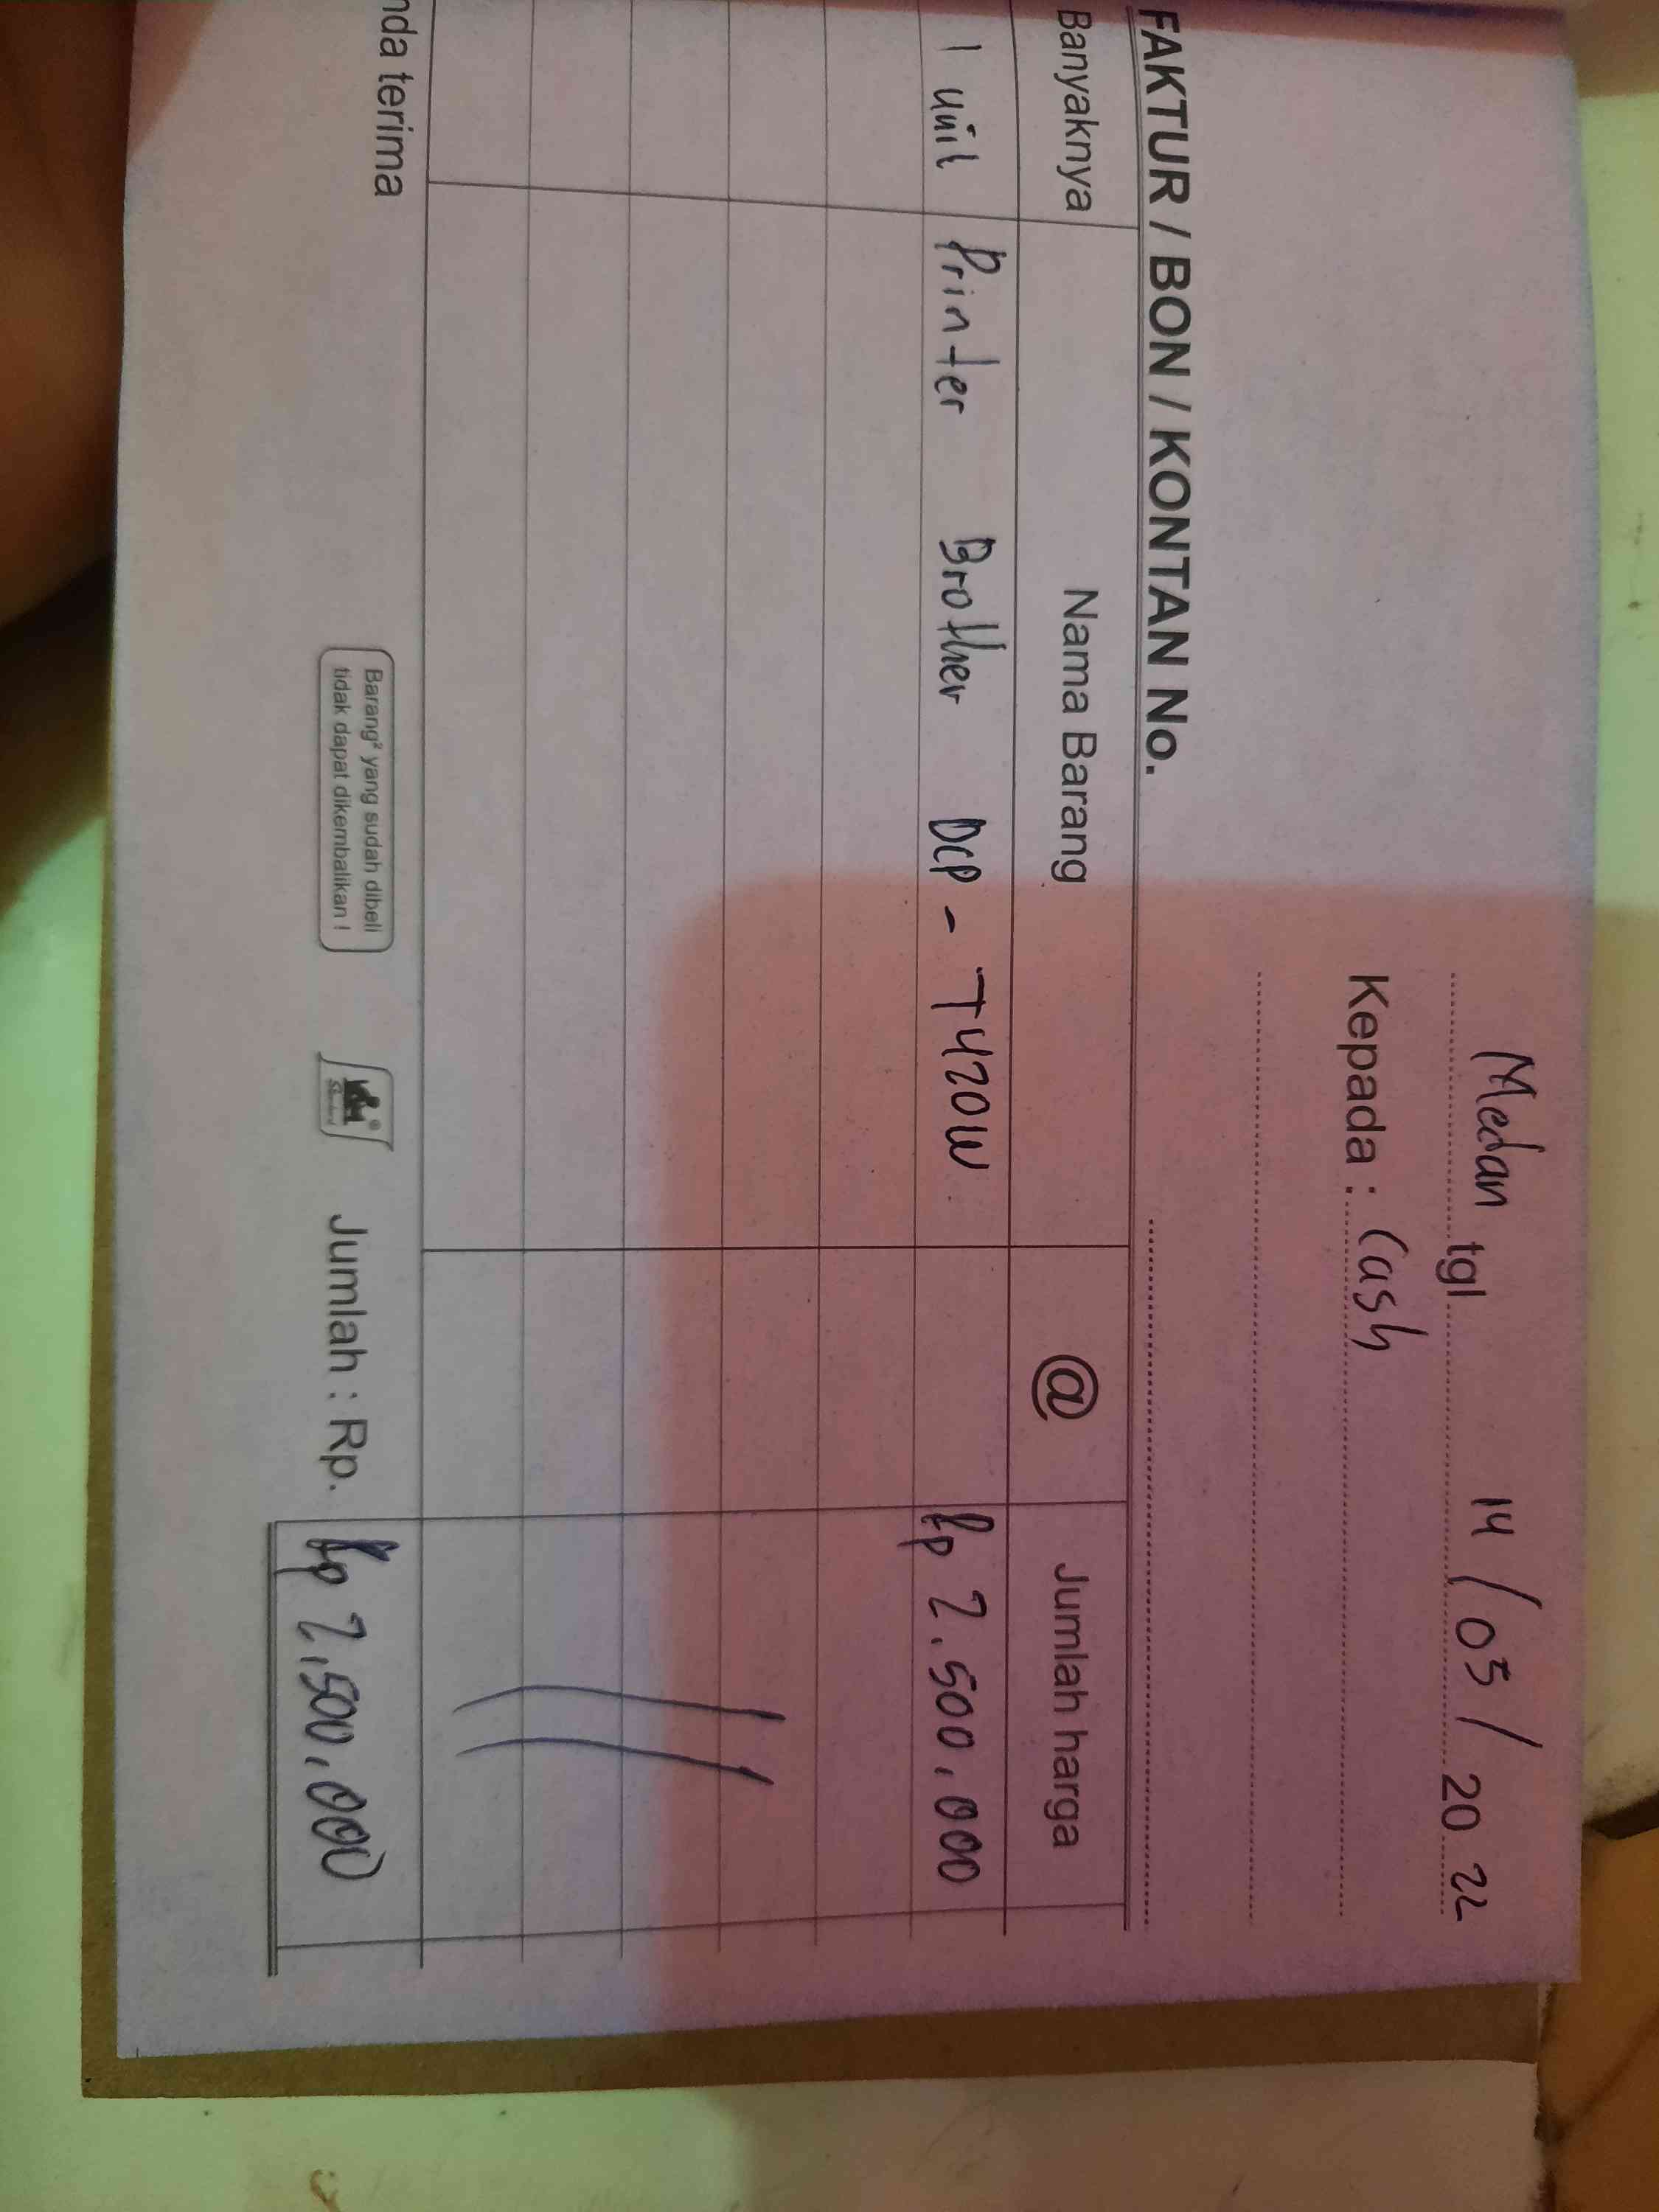 Medan tgl 14/03/2022
Kepada : Cash
FAKTUR / BON / KONTAN No.
Banyaknya Nama Barang @ Jumlah harga
1 unit Printer Brother DCP - T420W Rp 2.500.000
nda terima
Barang² yang sudah dibeli
tidak dapat dikembalikan !
Jumlah : Rp. Rp 2.500.000